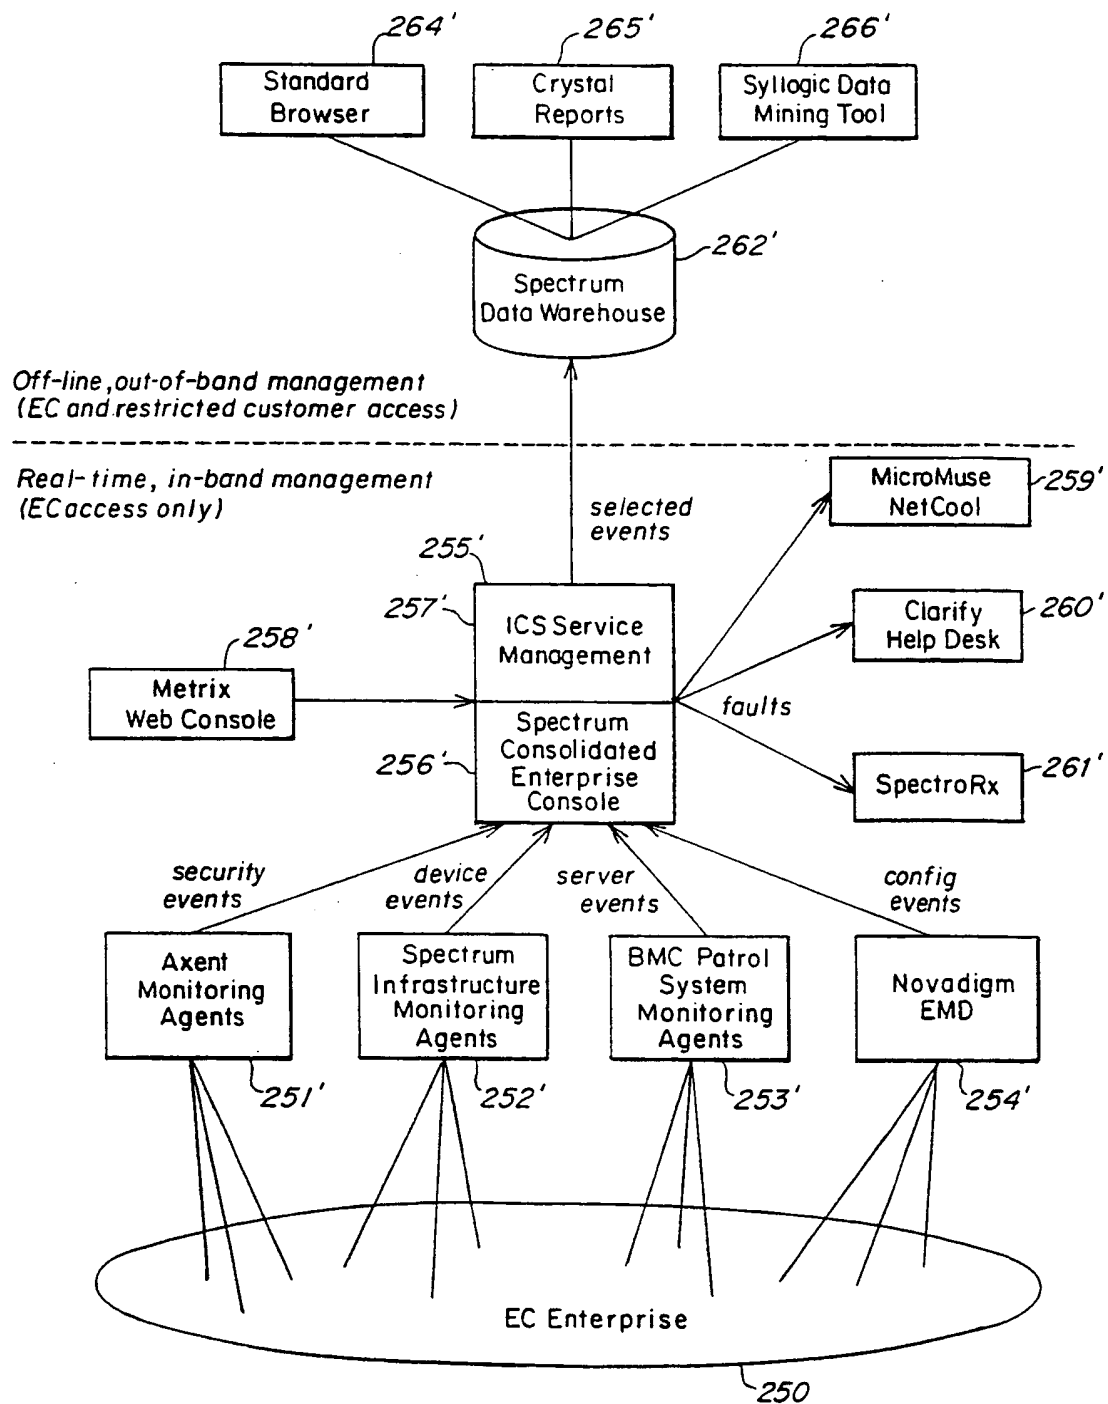 264'
265'
266'
Standard
Browser
Crystal
Reports
Syllogic Data
Mining Tool
262'
Spectrum
Data Warehouse
Off-line, out-of-band management
(EC and restricted customer access)
Real-time, in-band management
(EC access only)
selected
events
MicroMuse
NetCool
259'
255'
257'
ICS Service
Management
Clarify
Help Desk
260'
258'
Metrix
Web Console
faults
256'
Spectrum
Consolidated
Enterprise
Console
SpectroRx
261'
security
events
device
events
server
events
config
events
Axent
Monitoring
Agents
251'
Spectrum
Infrastructure
Monitoring
Agents
252'
BMC Patrol
System
Monitoring
Agents
253'
Novadigm
EMD
254'
EC Enterprise
250